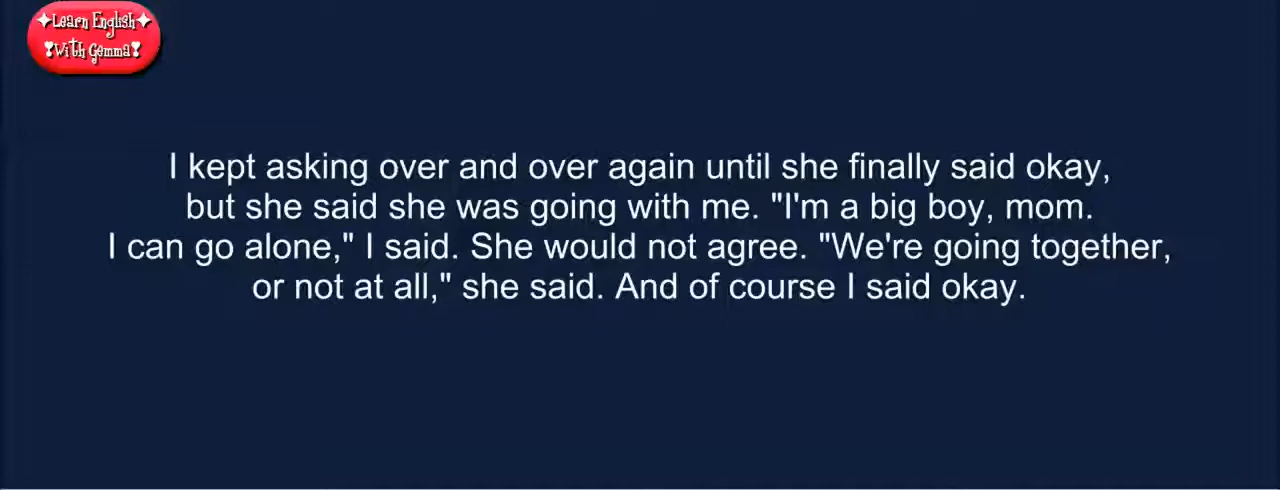 ✦Learn English✦
❣With Gemma❣
I kept asking over and over again until she finally said okay,
but she said she was going with me. "I'm a big boy, mom.
I can go alone," I said. She would not agree. "We're going together,
or not at all," she said. And of course I said okay.